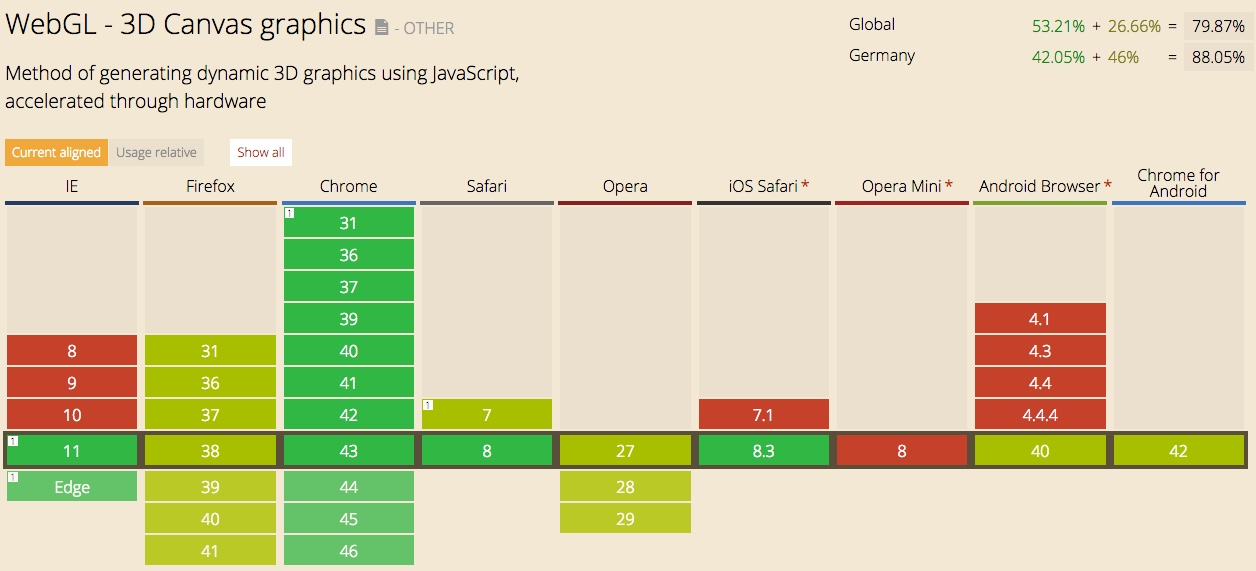 WebGL - 3D Canvas graphics - OTHER
Global 53.21% + 26.66% = 79.87%
Germany 42.05% + 46% = 88.05%
Method of generating dynamic 3D graphics using JavaScript,
accelerated through hardware
Current aligned Usage relative Show all
IE Firefox Chrome Safari Opera iOS Safari * Opera Mini * Android Browser * Chrome for Android
1 31
36
37
39 4.1
8 31 40 4.3
9 36 41 4.4
10 37 42 1 7 7.1 4.4.4
1 11 38 43 8 27 8.3 8 40 42
1 Edge 39 44 28
40 45 29
41 46